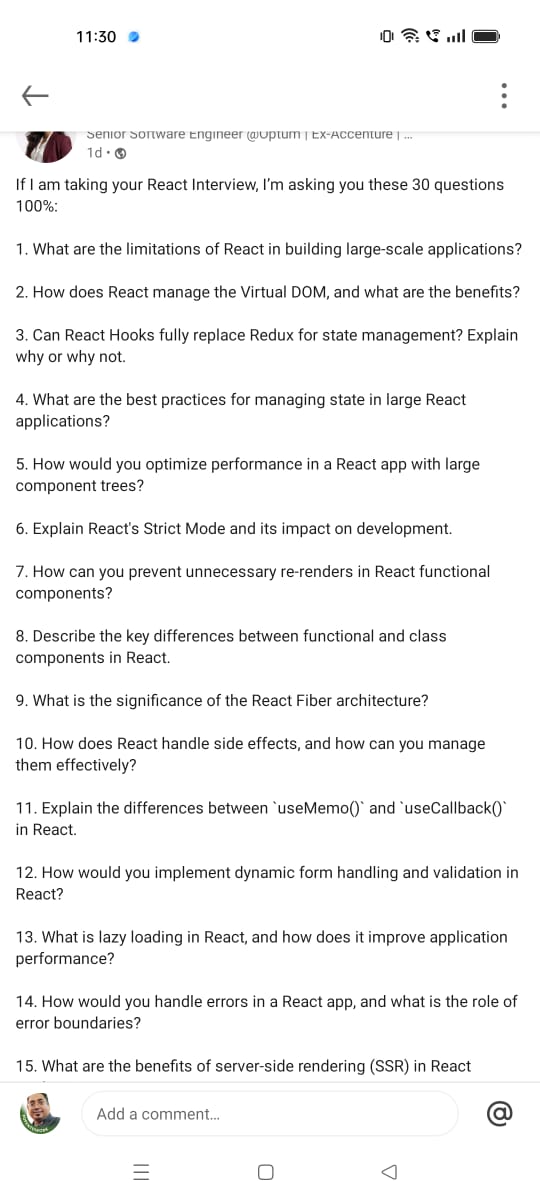 11:30
Senior Software Engineer @Optum | Ex-Accenture | ...
1d •
If I am taking your React Interview, I'm asking you these 30 questions
100%:
1. What are the limitations of React in building large-scale applications?
2. How does React manage the Virtual DOM, and what are the benefits?
3. Can React Hooks fully replace Redux for state management? Explain
why or why not.
4. What are the best practices for managing state in large React
applications?
5. How would you optimize performance in a React app with large
component trees?
6. Explain React's Strict Mode and its impact on development.
7. How can you prevent unnecessary re-renders in React functional
components?
8. Describe the key differences between functional and class
components in React.
9. What is the significance of the React Fiber architecture?
10. How does React handle side effects, and how can you manage
them effectively?
11. Explain the differences between `useMemo()` and `useCallback()`
in React.
12. How would you implement dynamic form handling and validation in
React?
13. What is lazy loading in React, and how does it improve application
performance?
14. How would you handle errors in a React app, and what is the role of
error boundaries?
15. What are the benefits of server-side rendering (SSR) in React
Add a comment...
@